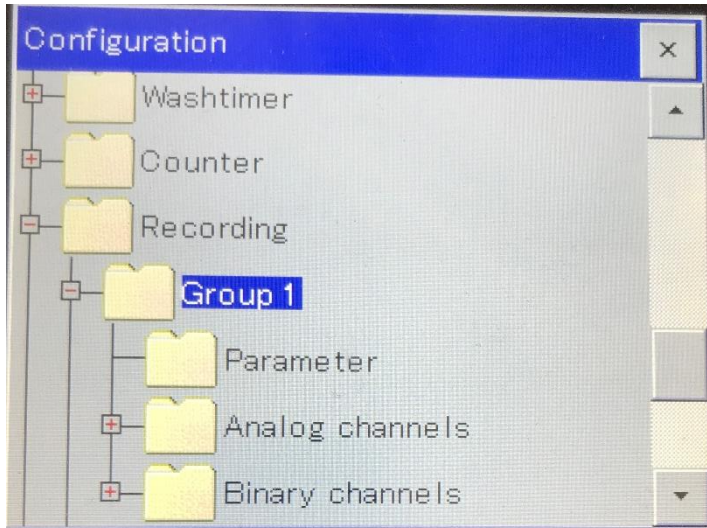 Configuration
Washtimer
Counter
Recording
Group 1
Parameter
Analog channels
Binary channels